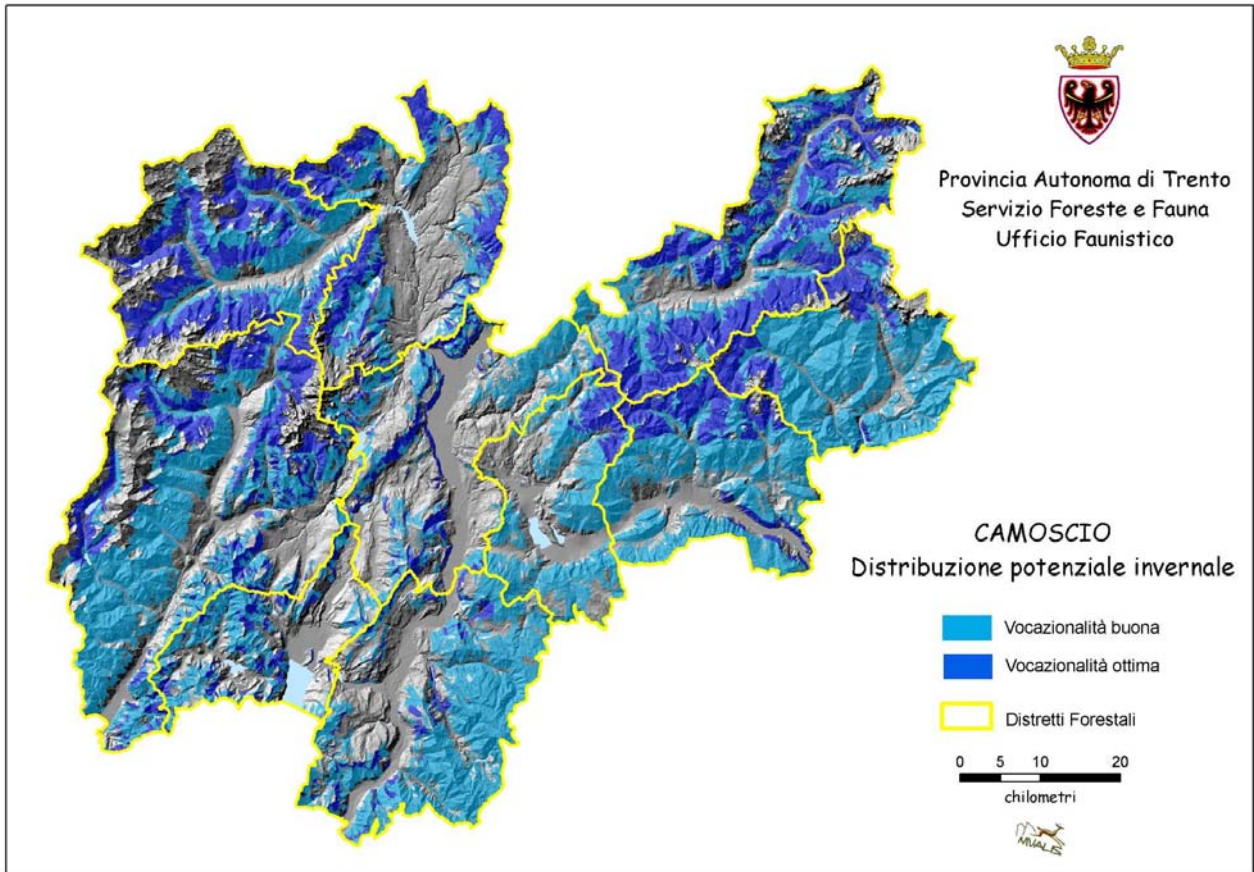 Provincia Autonoma di Trento
Servizio Foreste e Fauna
Ufficio Faunistico
CAMOSCIO
Distribuzione potenziale invernale
Vocazionalità buona
Vocazionalità ottima
Distretti Forestali
0 5 10 20
chilometri